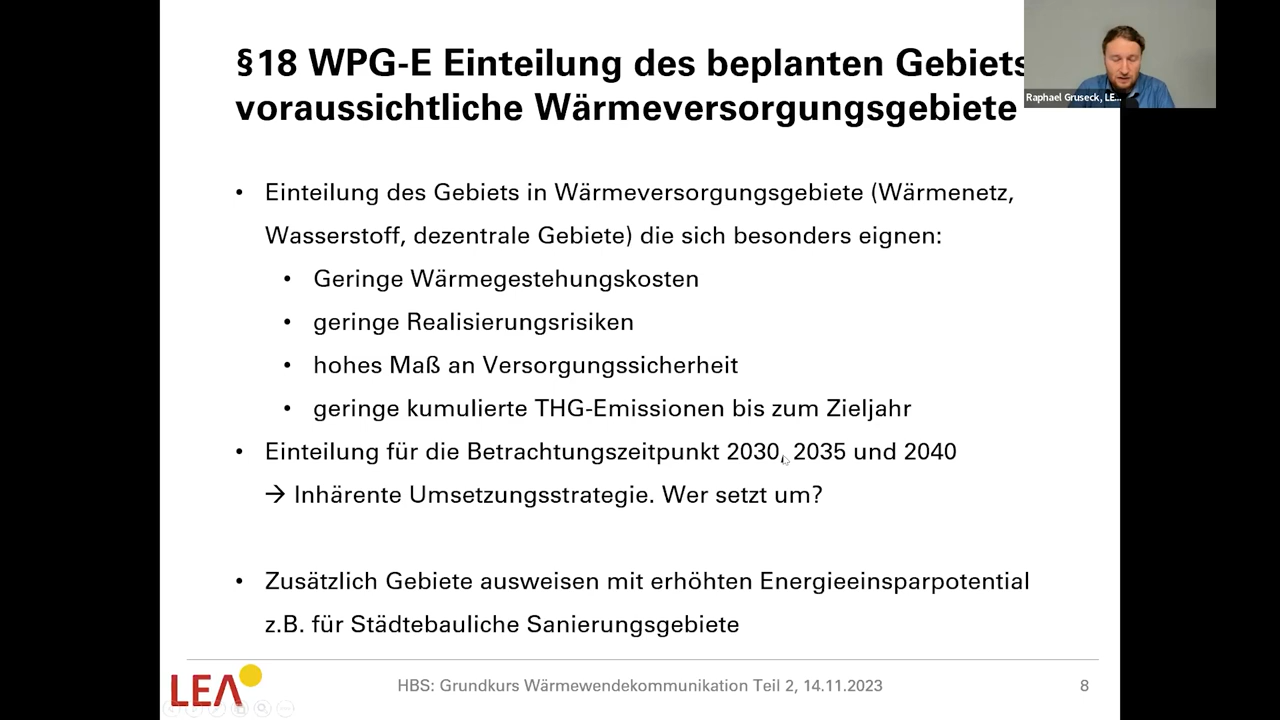 §18 WPG-E Einteilung des beplanten Gebiets
voraussichtliche Wärmeversorgungsgebiete
Raphael Gruseck, LE...
• Einteilung des Gebiets in Wärmeversorgungsgebiete (Wärmenetz,
Wasserstoff, dezentrale Gebiete) die sich besonders eignen:
• Geringe Wärmegestehungskosten
• geringe Realisierungsrisiken
• hohes Maß an Versorgungssicherheit
• geringe kumulierte THG-Emissionen bis zum Zieljahr
• Einteilung für die Betrachtungszeitpunkt 2030, 2035 und 2040
→ Inhärente Umsetzungsstrategie. Wer setzt um?
• Zusätzlich Gebiete ausweisen mit erhöhten Energieeinsparpotential
z.B. für Städtebauliche Sanierungsgebiete
LEA
HBS: Grundkurs Wärmewendekommunikation Teil 2, 14.11.2023
8